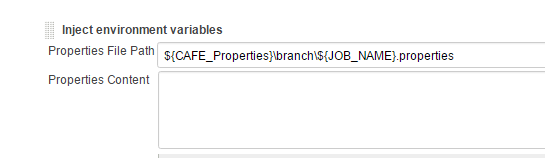 Inject environment variables
Properties File Path ${CAFE_Properties}\branch\${JOB_NAME}.properties
Properties Content